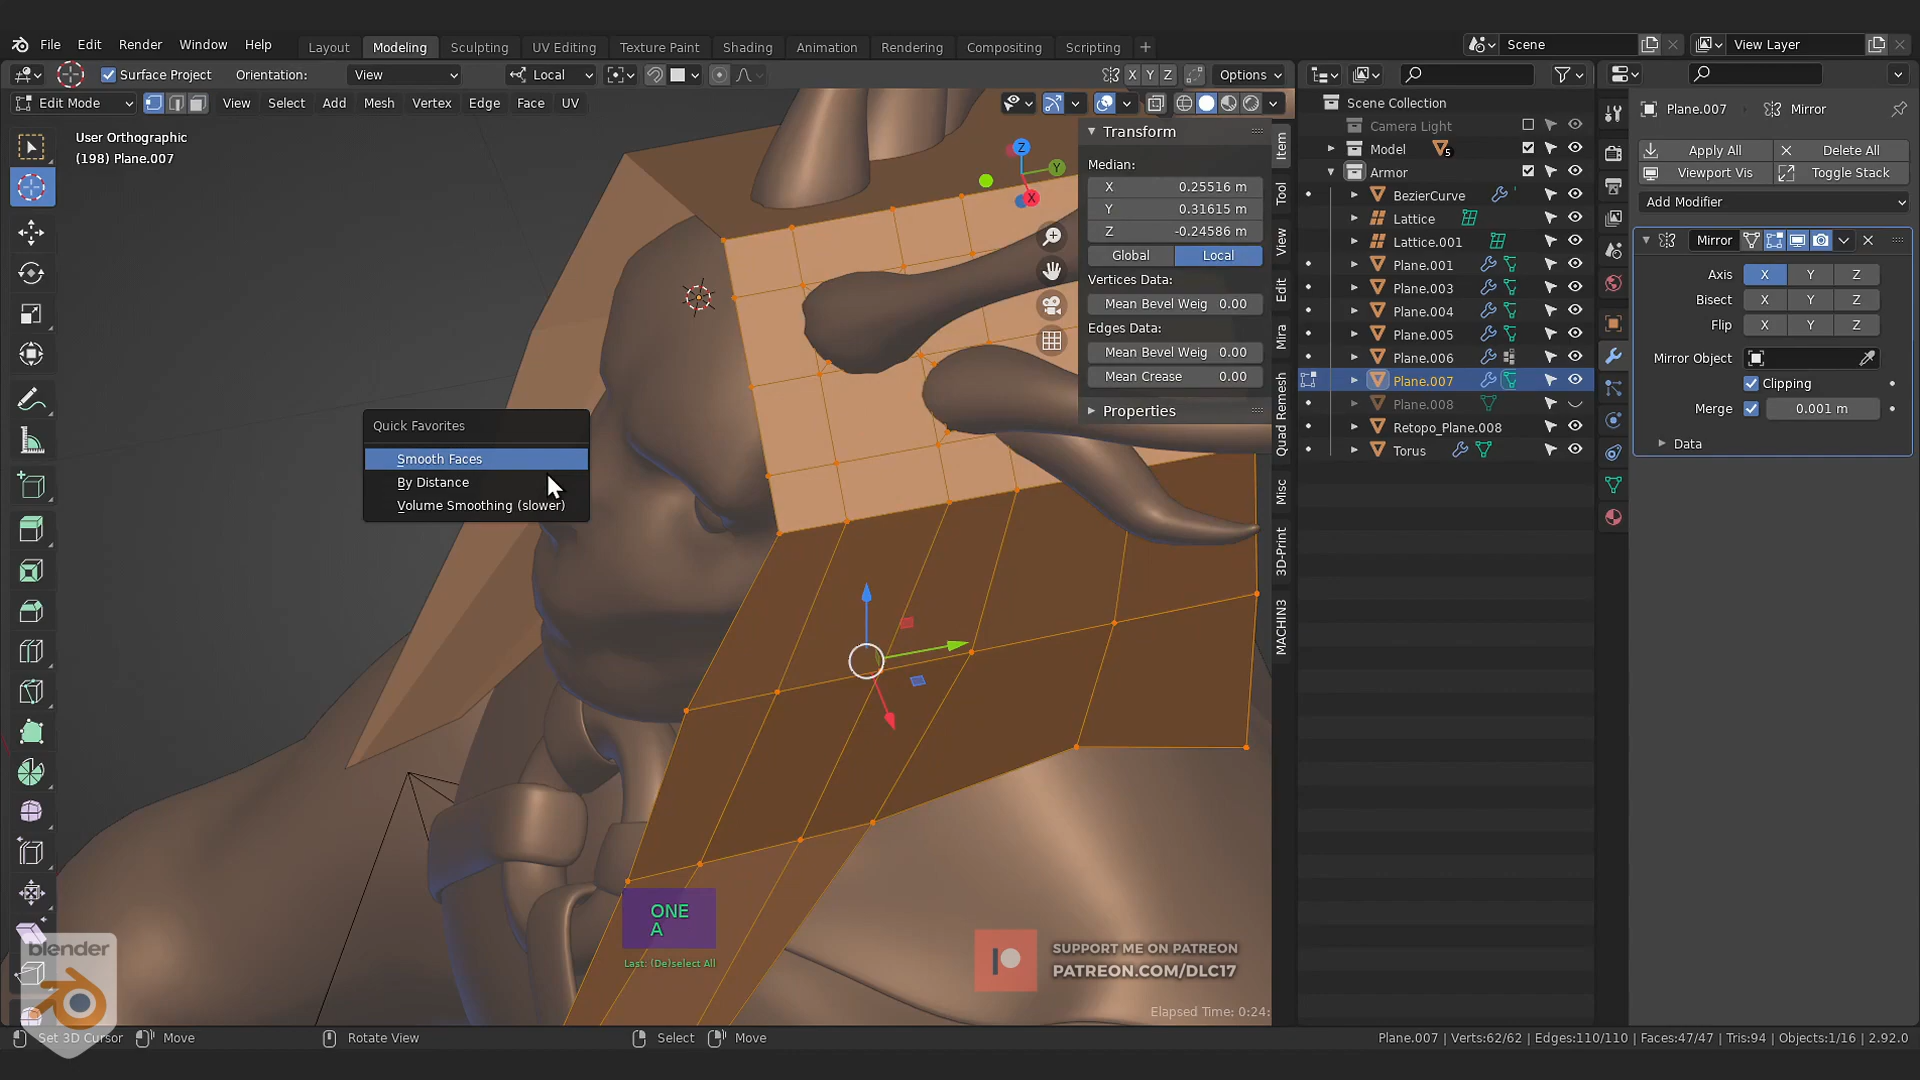 File Edit Render Window Help
Layout Modeling Sculpting UV Editing Texture Paint Shading Animation Rendering Compositing Scripting +
Scene
View Layer
Surface Project Orientation: View Local X Y Z Options
Edit Mode View Select Add Mesh Vertex Edge Face UV
User Orthographic
(198) Plane.007
Z
Y
X
Transform
Median:
X 0.25516 m
Y 0.31615 m
Z -0.24586 m
Global Local
Vertices Data:
Mean Bevel Weig 0.00
Edges Data:
Mean Bevel Weig 0.00
Mean Crease 0.00
Properties
Item
Tool
View
Edit
Mira
Quad Remesh
Misc
3D-Print
MACHIN3
Quick Favorites
Smooth Faces
By Distance
Volume Smoothing (slower)
Scene Collection
Camera Light
Model 5
Armor
BezierCurve
Lattice
Lattice.001
Plane.001
Plane.003
Plane.004
Plane.005
Plane.006
Plane.007
Plane.008
Retopo_Plane.008
Torus
Plane.007 Mirror
Apply All Delete All
Viewport Vis Toggle Stack
Add Modifier
Mirror
Axis X Y Z
Bisect X Y Z
Flip X Y Z
Mirror Object
Clipping
Merge 0.001 m
Data
ONE
A
Last: (De)select All
SUPPORT ME ON PATREON
PATREON.COM/DLC17
Elapsed Time: 0:24:
blender
Set 3D Cursor Move Rotate View Select Move
Plane.007 | Verts:62/62 | Edges:110/110 | Faces:47/47 | Tris:94 | Objects:1/16 | 2.92.0